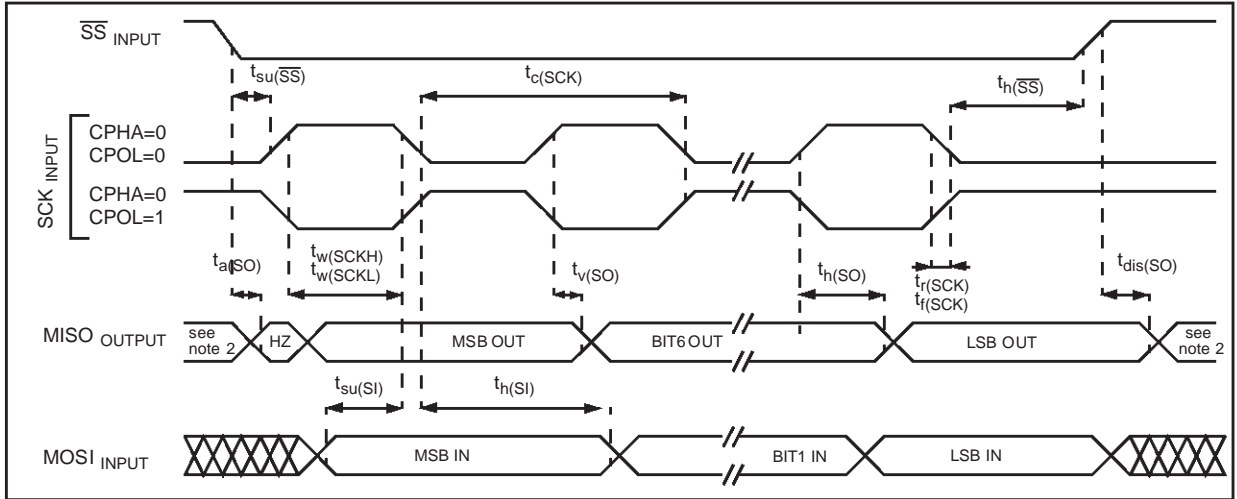 SS INPUT
tsu(SS)
tc(SCK)
th(SS)
SCK INPUT
CPHA=0
CPOL=0
CPHA=0
CPOL=1
ta(SO)
tw(SCKH)
tw(SCKL)
tv(SO)
th(SO)
tr(SCK)
tf(SCK)
tdis(SO)
MISO OUTPUT
see note 2
HZ
MSB OUT
BIT6 OUT
LSB OUT
see note 2
tsu(SI)
th(SI)
MOSI INPUT
MSB IN
BIT1 IN
LSB IN